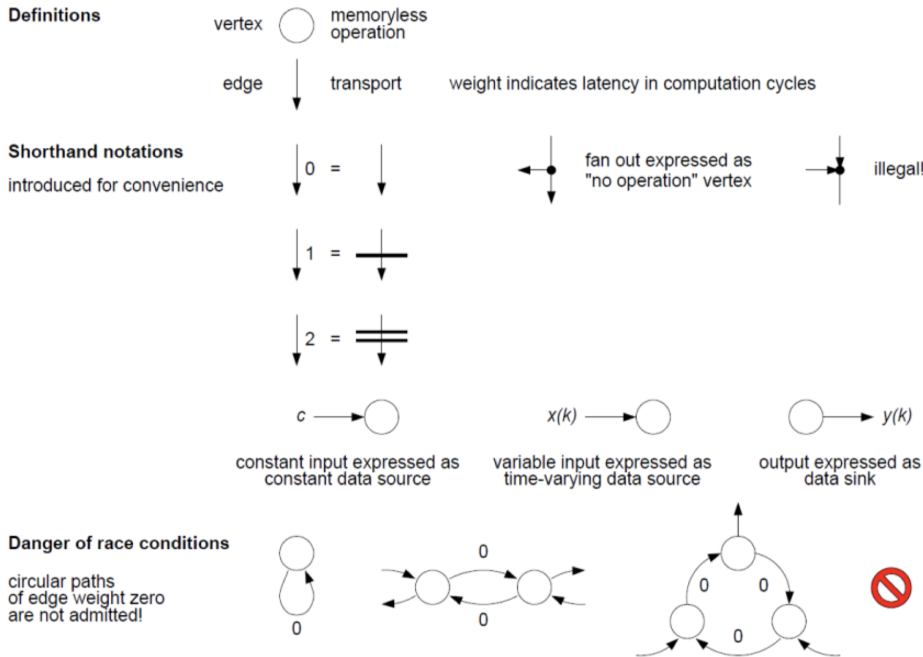 Definitions
vertex
memoryless
operation
edge
transport
weight indicates latency in computation cycles
Shorthand notations
introduced for convenience
0 =
fan out expressed as
"no operation" vertex
illegal!
1 =
2 =
c
x(k)
y(k)
constant input expressed as
constant data source
variable input expressed as
time-varying data source
output expressed as
data sink
Danger of race conditions
circular paths
of edge weight zero
are not admitted!
0
0
0
0
0
0